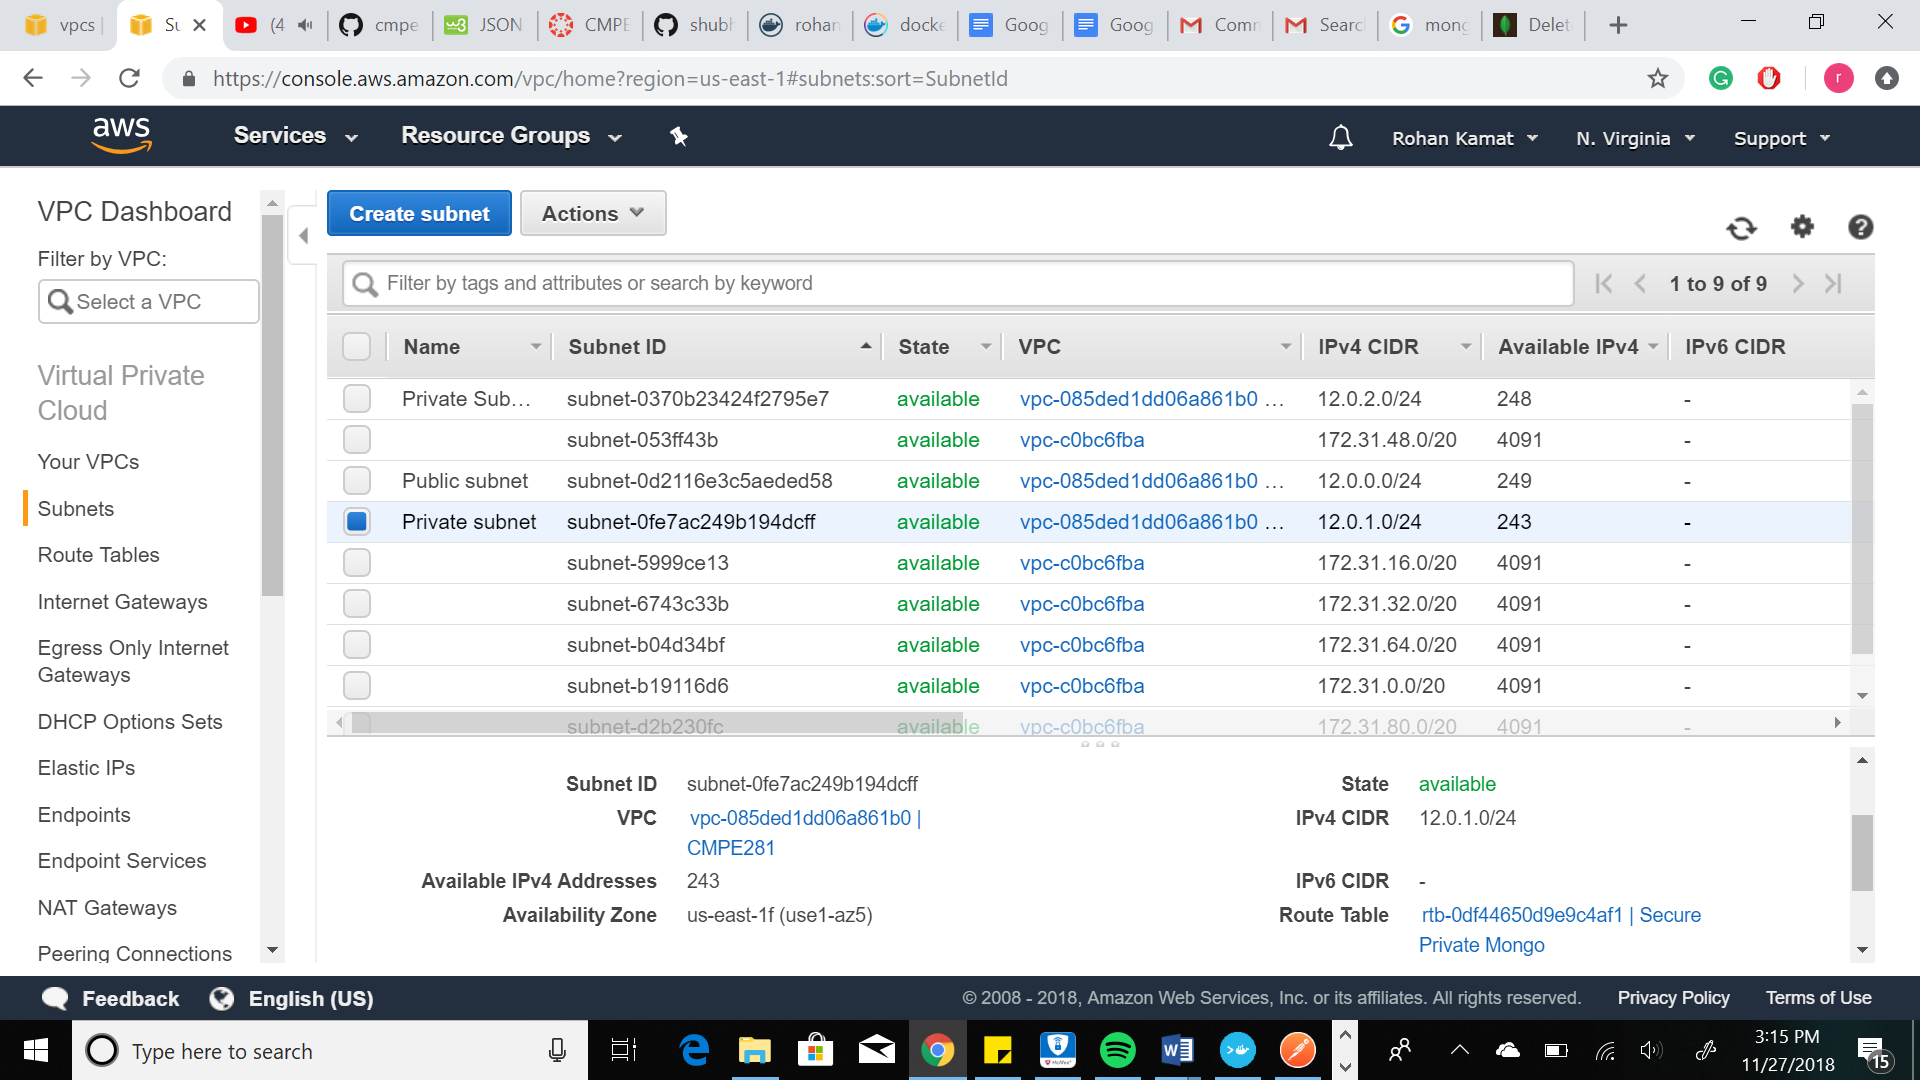 vpcs
Su
(4
cmpe
JSON
CMPE
shubh
rohan
docke
Goog
Goog
Comm
Searc
mong
Delet
https://console.aws.amazon.com/vpc/home?region=us-east-1#subnets:sort=SubnetId
r
aws
Services
Resource Groups
Rohan Kamat
N. Virginia
Support
VPC Dashboard
Filter by VPC:
Select a VPC
Virtual Private
Cloud
Your VPCs
Subnets
Route Tables
Internet Gateways
Egress Only Internet
Gateways
DHCP Options Sets
Elastic IPs
Endpoints
Endpoint Services
NAT Gateways
Peering Connections
Create subnet
Actions
Filter by tags and attributes or search by keyword
1 to 9 of 9
Name Subnet ID State VPC IPv4 CIDR Available IPv4 IPv6 CIDR
Private Sub... subnet-0370b23424f2795e7 available vpc-085ded1dd06a861b0 ... 12.0.2.0/24 248 -
subnet-053ff43b available vpc-c0bc6fba 172.31.48.0/20 4091 -
Public subnet subnet-0d2116e3c5aeded58 available vpc-085ded1dd06a861b0 ... 12.0.0.0/24 249 -
Private subnet subnet-0fe7ac249b194dcff available vpc-085ded1dd06a861b0 ... 12.0.1.0/24 243 -
subnet-5999ce13 available vpc-c0bc6fba 172.31.16.0/20 4091 -
subnet-6743c33b available vpc-c0bc6fba 172.31.32.0/20 4091 -
subnet-b04d34bf available vpc-c0bc6fba 172.31.64.0/20 4091 -
subnet-b19116d6 available vpc-c0bc6fba 172.31.0.0/20 4091 -
subnet-d2b230fc available vpc-c0bc6fba 172.31.80.0/20 4091 -
Subnet ID subnet-0fe7ac249b194dcff State available
VPC vpc-085ded1dd06a861b0 | IPv4 CIDR 12.0.1.0/24
CMPE281
Available IPv4 Addresses 243 IPv6 CIDR -
Availability Zone us-east-1f (use1-az5) Route Table rtb-0df44650d9e9c4af1 | Secure
Private Mongo
Feedback English (US) © 2008 - 2018, Amazon Web Services, Inc. or its affiliates. All rights reserved. Privacy Policy Terms of Use
Type here to search
3:15 PM
11/27/2018
15